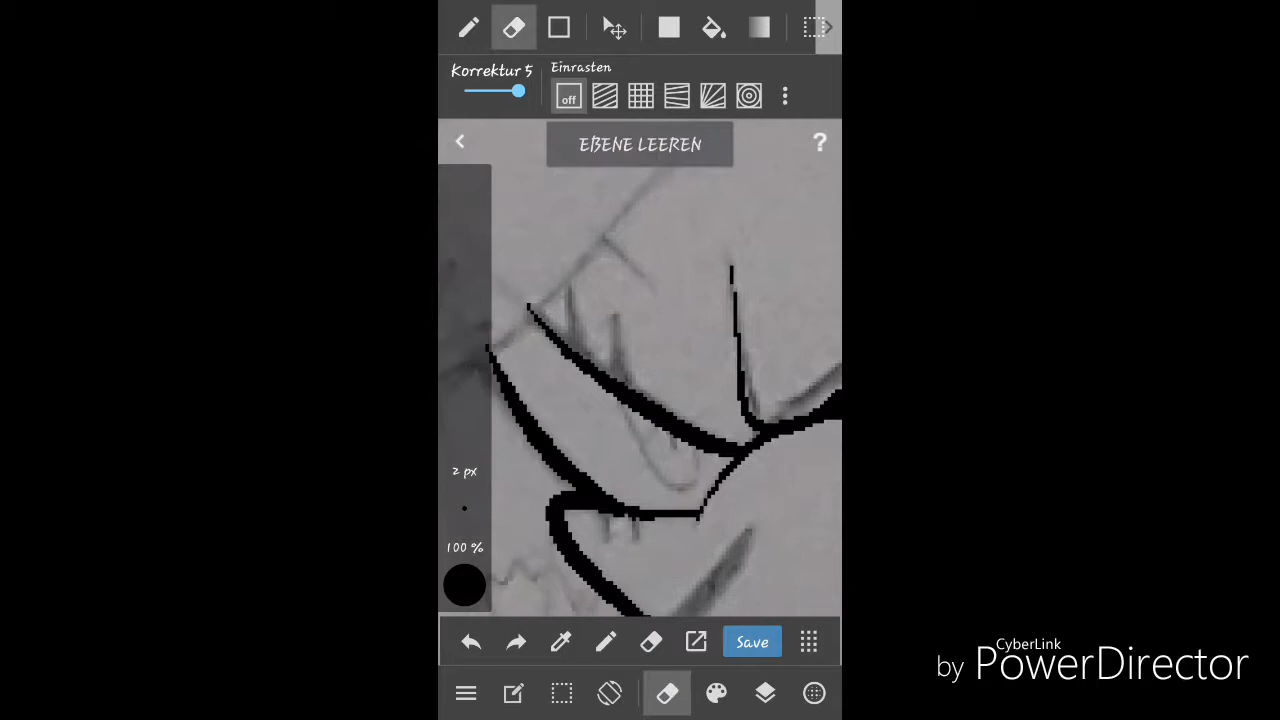 Korrektur 5
Einrasten
off
EBENE LEEREN
?
2 px
100 %
Save
CyberLink
by PowerDirector